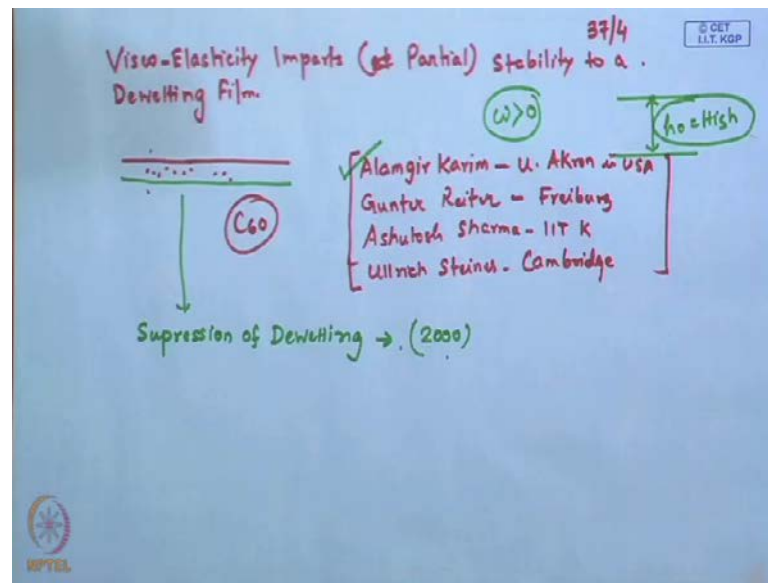 37/4
© CET
I.I.T. KGP
Visco-Elasticity Imparts (Partial) Stability to a.
Dewetting Film.
ω>0
h₀=High
Alamgir Karim - U. Akron in USA
Gunter Reiter - Freiburg
C60
Ashutosh Sharma - IIT K
Ullrich Steiner - Cambridge
Supression of Dewetting → . (2000)
NPTEL